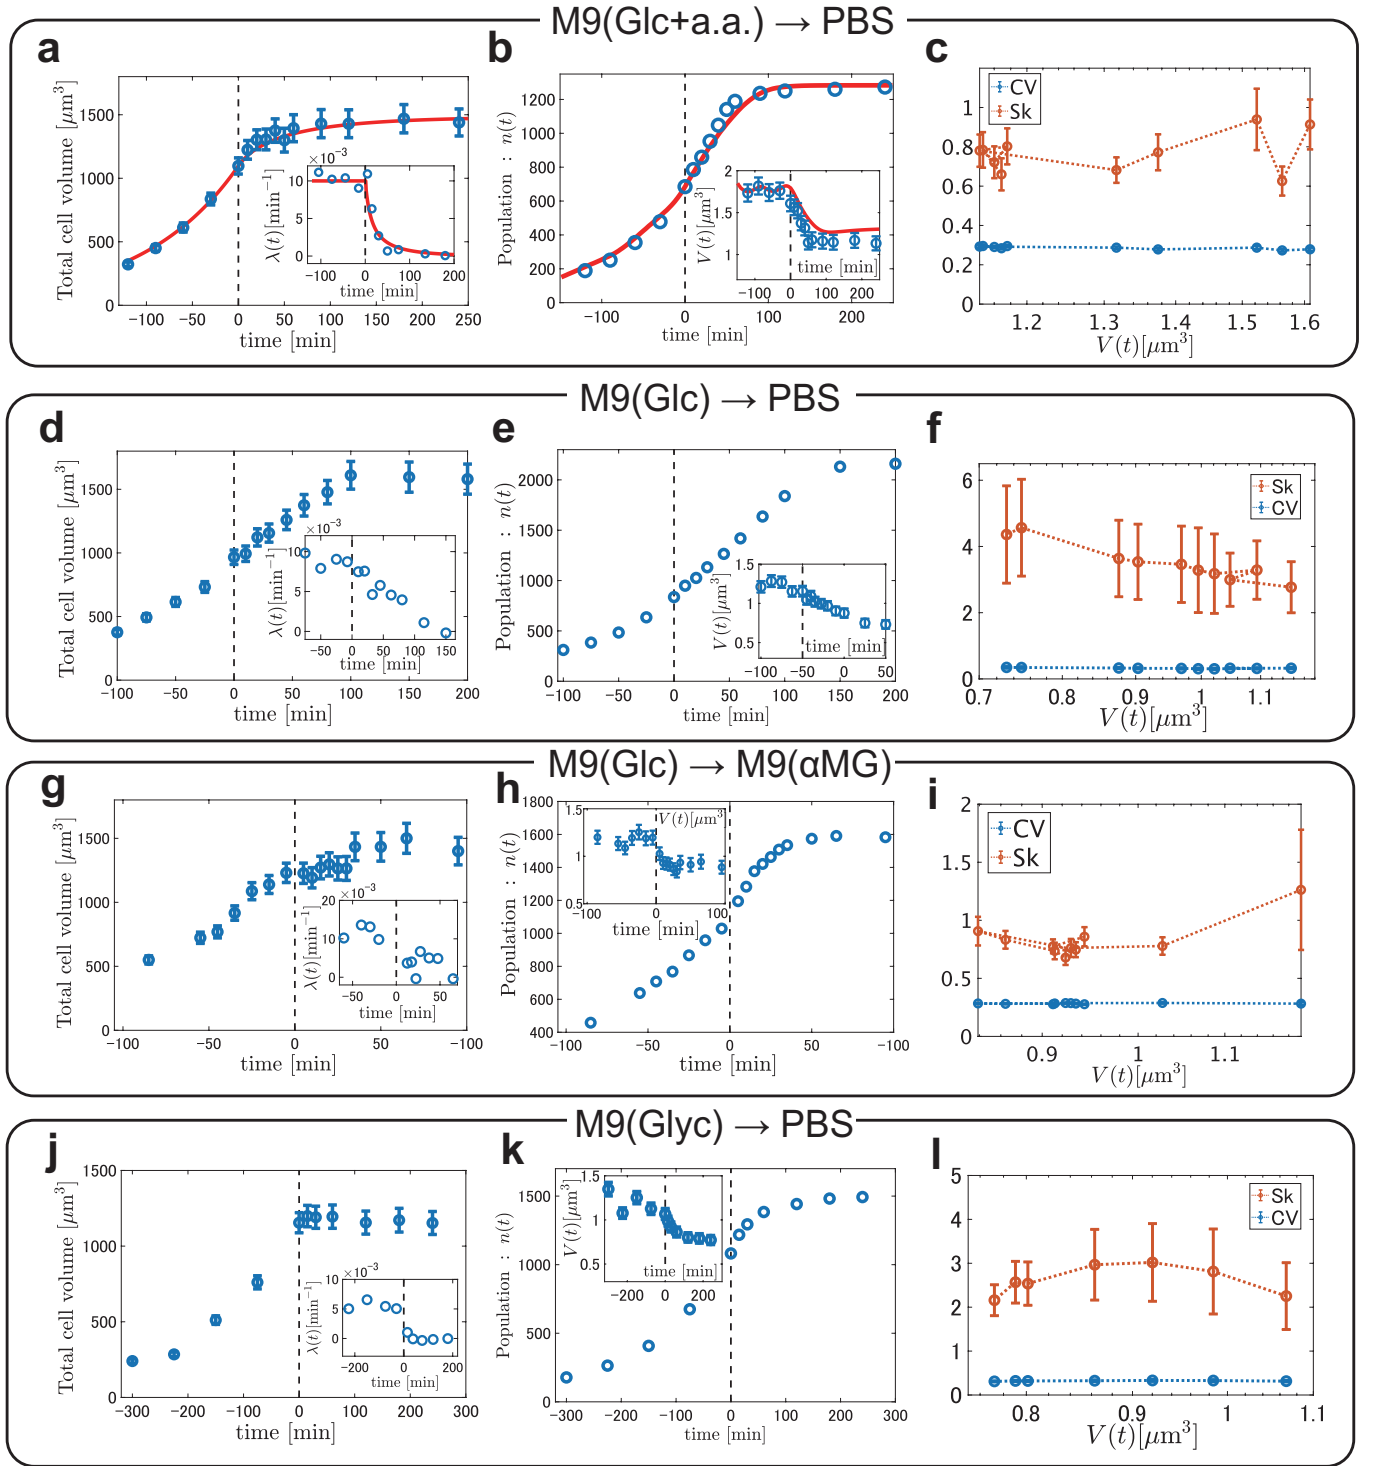 M9(Glc+a.a.) → PBS
a
Total cell volume [μm³]
1500
1000
500
0
−100 −50 0 50 100 150 200 250
time [min]
×10⁻³
λ(t)[min⁻¹]
10
5
0
−100 0 100 200
time [min]
b
Population : n(t)
1200
1000
800
600
400
200
0
−100 0 100 200
time [min]
V(t)[μm³]
2
1.5
1
−100 0 100 200
time [min]
c
CV
Sk
1
0.8
0.6
0.4
0.2
0
1.2 1.3 1.4 1.5 1.6
V(t)[μm³]
M9(Glc) → PBS
d
Total cell volume [μm³]
1500
1000
500
0
−100 −50 0 50 100 150 200
time [min]
×10⁻³
λ(t)[min⁻¹]
10
5
0
−50 0 50 100 150
time [min]
e
Population : n(t)
2000
1500
1000
500
0
−100 −50 0 50 100 150 200
time [min]
V(t)[μm³]
1.5
1
0.5
−100 −50 0 50
time [min]
f
Sk
CV
6
4
2
0
0.7 0.9 1 1.1
V(t)[μm³]
M9(Glc) → M9(αMG)
g
Total cell volume [μm³]
1500
1000
500
0
−100 −50 0 50 −100
time [min]
×10⁻³
λ(t)[min⁻¹]
20
10
0
−50 0 50
time [min]
h
Population : n(t)
1800
1600
1400
1200
1000
800
600
400
−100 −50 0 50 −100
time [min]
V(t)[μm³
1.5
1
0.5
−100 0 100
time [min]
i
CV
Sk
2
1.5
1
0.5
0
0.9 1 1.1
V(t)[μm³]
M9(Glyc) → PBS
j
Total cell volume [μm³]
1500
1000
500
0
−300 −200 −100 0 100 200 300
time [min]
×10⁻³
λ(t)[min⁻¹]
10
5
0
−200 0 200
time [min]
k
Population : n(t)
1500
1000
500
0
−300 −200 −100 0 100 200 300
time [min]
V(t)[μm³]
1.5
1
0.5
−200 0 200
time [min]
l
Sk
CV
5
4
3
2
1
0
0.8 0.9 1 1.1
V(t)[μm³]